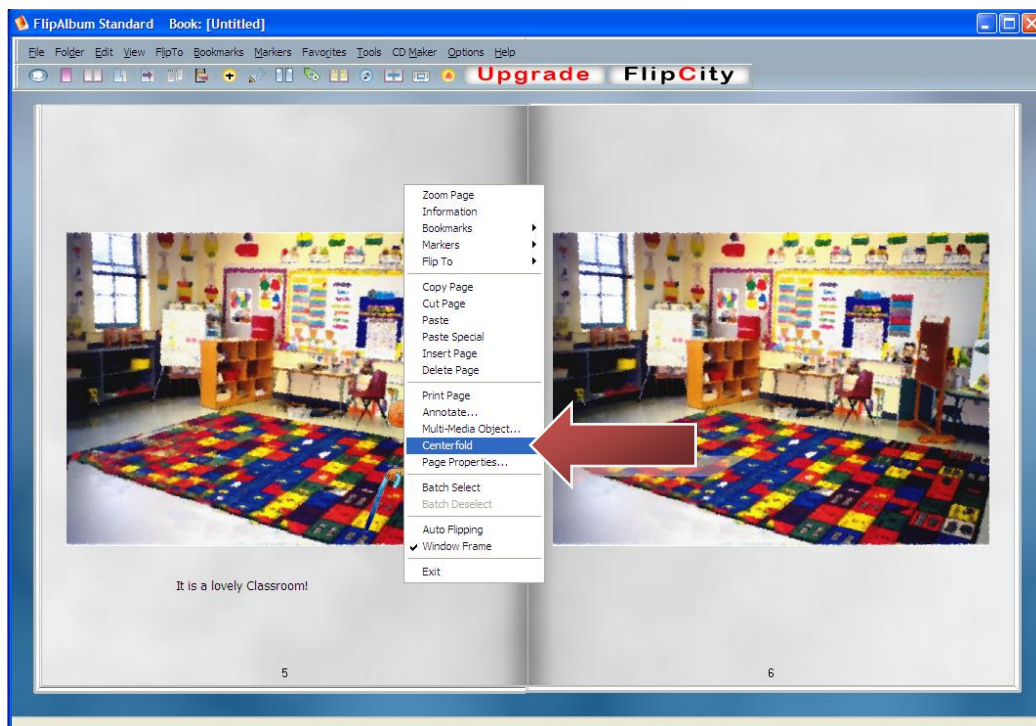 FlipAlbum Standard Book: [Untitled]
File Folder Edit View FlipTo Bookmarks Markers Favorites Tools CD Maker Options Help
Upgrade FlipCity
Zoom Page
Information
Bookmarks
Markers
Flip To
Copy Page
Cut Page
Paste
Paste Special
Insert Page
Delete Page
Print Page
Annotate...
Multi-Media Object...
Centerfold
Page Properties...
Batch Select
Batch Deselect
Auto Flipping
Window Frame
Exit
It is a lovely Classroom!
5
6